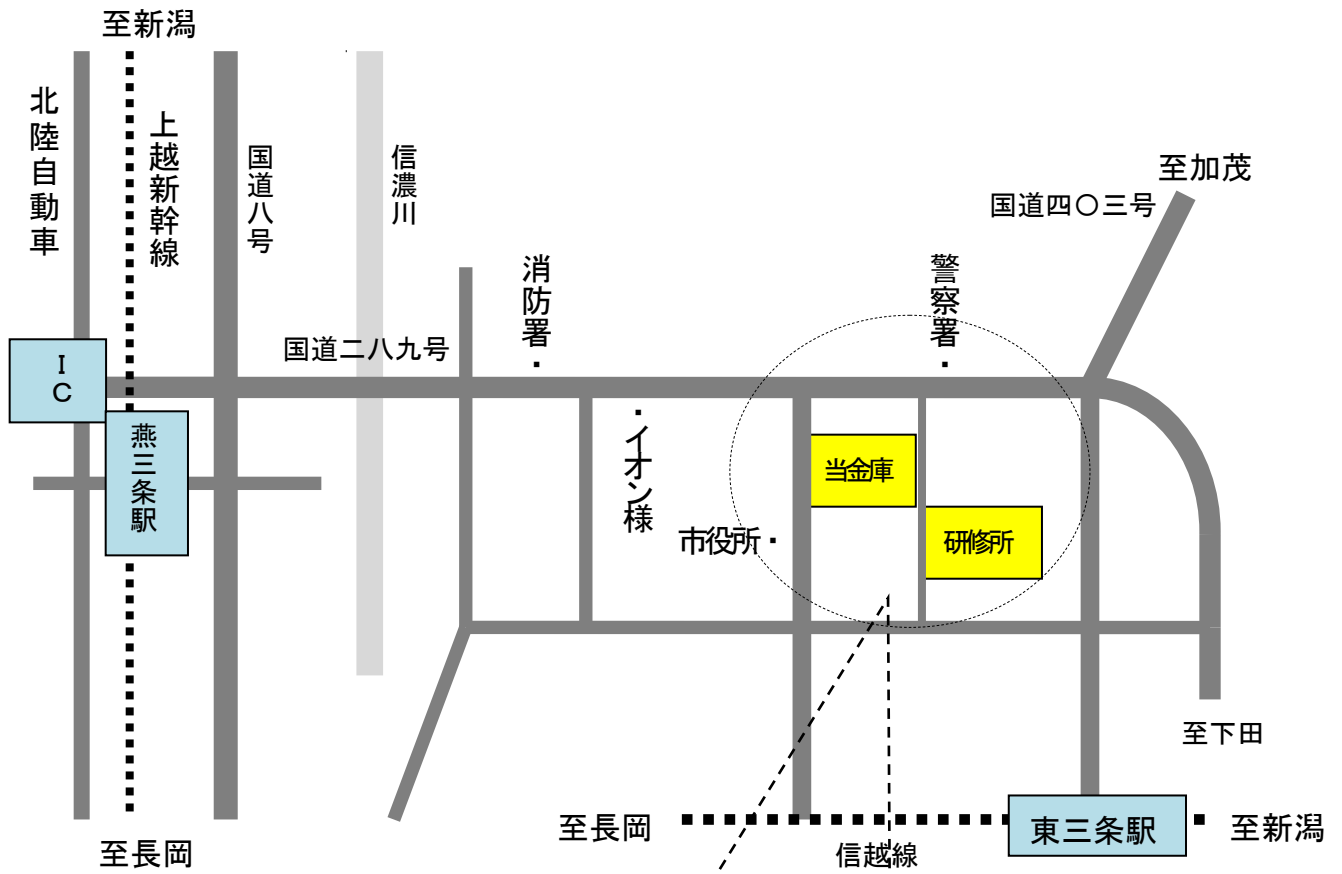 至新潟
北陸自動車
上越新幹線
国道八号
信濃川
至加茂
国道四〇三号
消防署・
警察署・
国道二八九号
IC
燕三条駅
・イオン様
当金庫
市役所・
研修所
至下田
至長岡
東三条駅
至新潟
信越線
至長岡